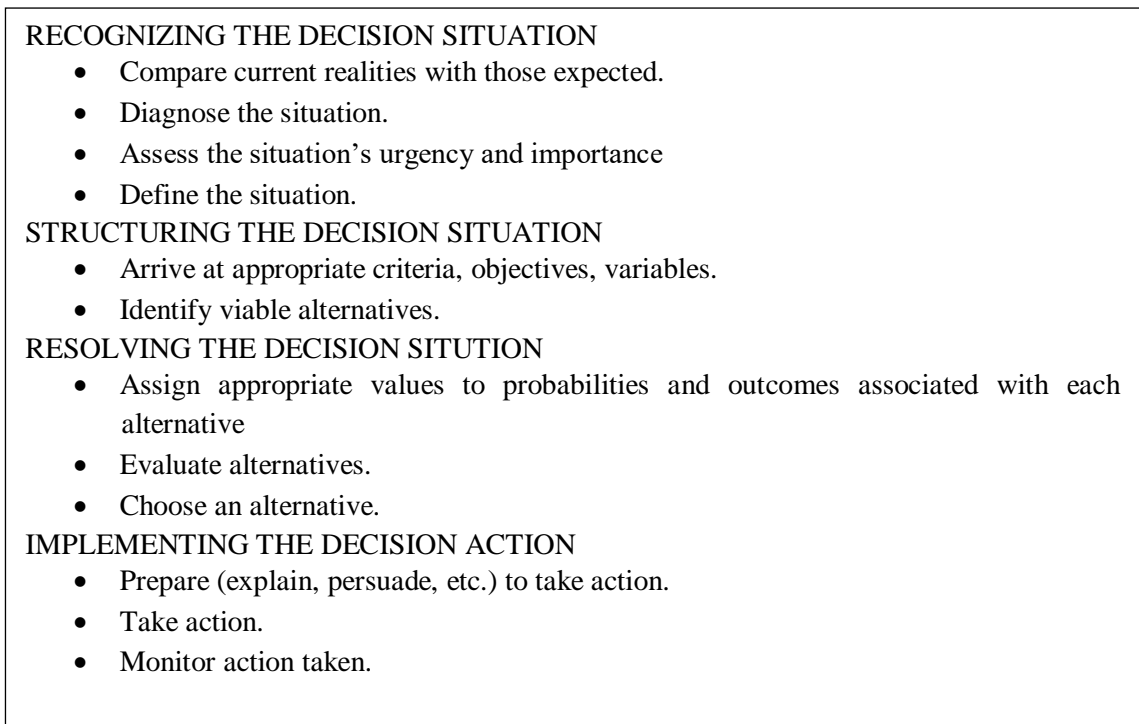 RECOGNIZING THE DECISION SITUATION
• Compare current realities with those expected.
• Diagnose the situation.
• Assess the situation’s urgency and importance
• Define the situation.
STRUCTURING THE DECISION SITUATION
• Arrive at appropriate criteria, objectives, variables.
• Identify viable alternatives.
RESOLVING THE DECISION SITUTION
• Assign appropriate values to probabilities and outcomes associated with each
alternative
• Evaluate alternatives.
• Choose an alternative.
IMPLEMENTING THE DECISION ACTION
• Prepare (explain, persuade, etc.) to take action.
• Take action.
• Monitor action taken.